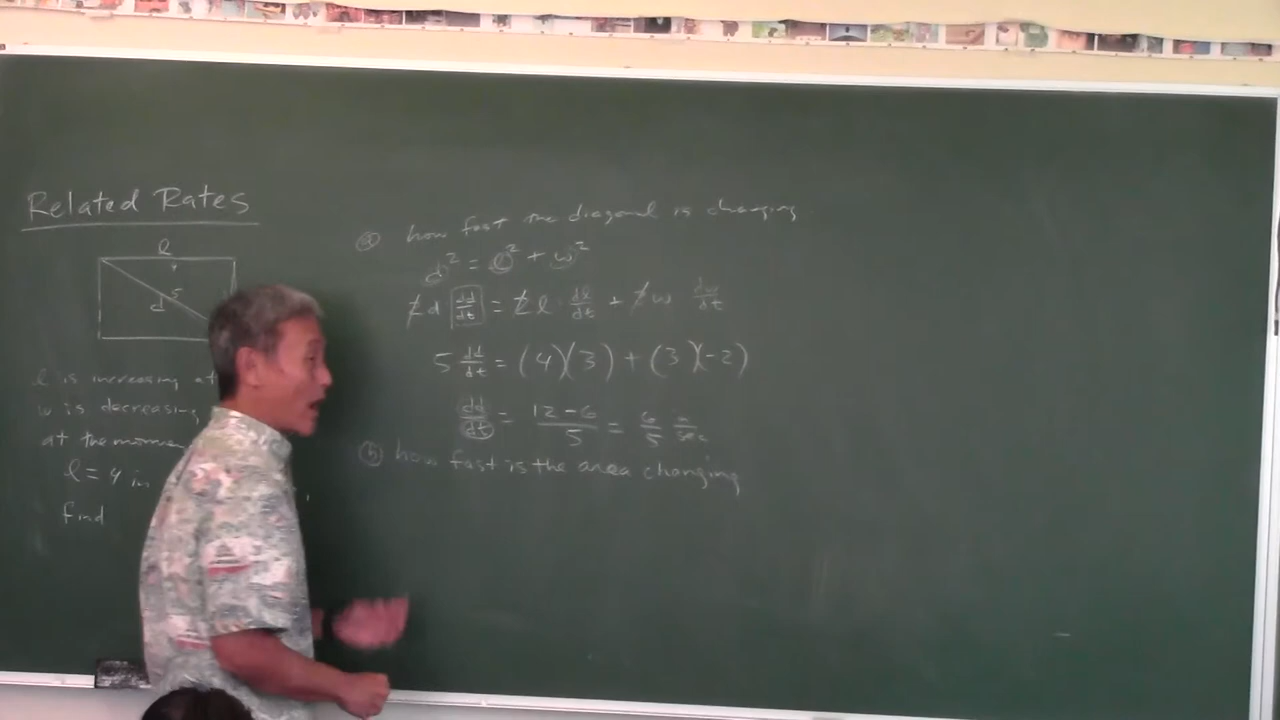 Related Rates
l
5
d
l is increasing at
w is decreasing
at the momen
l = 4 in
find
(a) how fast the diagonal is changing
d² = l² + w²
2d dd/dt = 2l · dl/dt + 2w dw/dt
5 dd/dt = (4)(3) + (3)(-2)
dd/dt = 12-6/5 = 6/5 in/sec
(b) how fast is the area changing